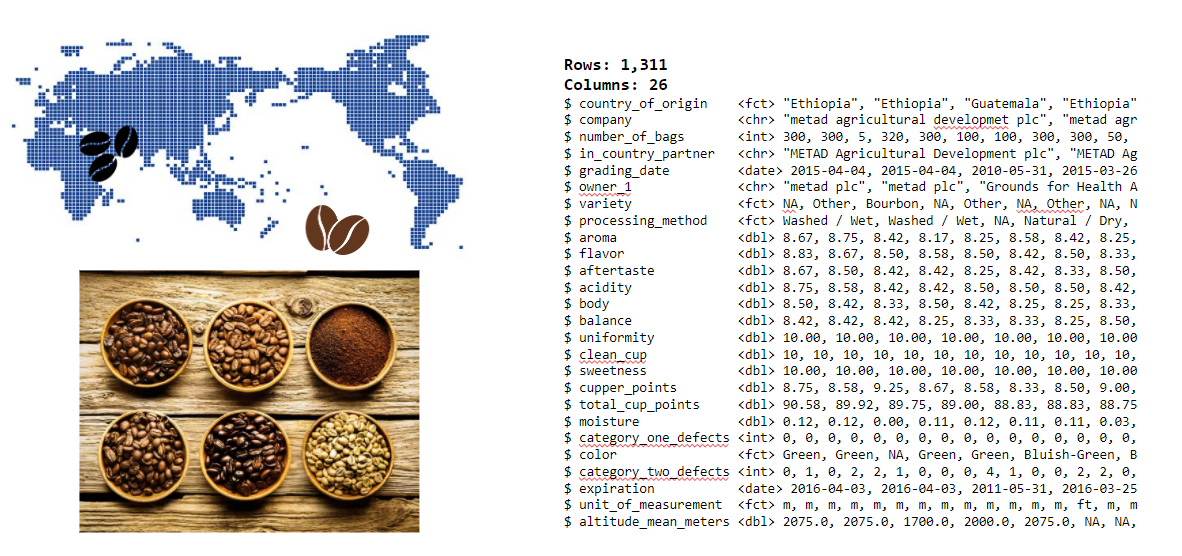 Rows: 1,311
Columns: 26
$ country_of_origin <fct> "Ethiopia", "Ethiopia", "Guatemala", "Ethiopia"
$ company <chr> "metad agricultural developmet plc", "metad agr
$ number_of_bags <int> 300, 300, 5, 320, 300, 100, 100, 300, 300, 50,
$ in_country_partner <chr> "METAD Agricultural Development plc", "METAD Ag
$ grading_date <date> 2015-04-04, 2015-04-04, 2010-05-31, 2015-03-26
$ owner_1 <chr> "metad plc", "metad plc", "Grounds for Health A
$ variety <fct> NA, Other, Bourbon, NA, Other, NA, Other, NA, N
$ processing_method <fct> Washed / Wet, Washed / Wet, NA, Natural / Dry,
$ aroma <dbl> 8.67, 8.75, 8.42, 8.17, 8.25, 8.58, 8.42, 8.25,
$ flavor <dbl> 8.83, 8.67, 8.50, 8.58, 8.50, 8.42, 8.50, 8.33,
$ aftertaste <dbl> 8.67, 8.50, 8.42, 8.42, 8.25, 8.42, 8.33, 8.50,
$ acidity <dbl> 8.75, 8.58, 8.42, 8.42, 8.50, 8.50, 8.50, 8.42,
$ body <dbl> 8.50, 8.42, 8.33, 8.50, 8.42, 8.25, 8.25, 8.33,
$ balance <dbl> 8.42, 8.42, 8.42, 8.25, 8.33, 8.33, 8.25, 8.50,
$ uniformity <dbl> 10.00, 10.00, 10.00, 10.00, 10.00, 10.00, 10.00
$ clean_cup <dbl> 10, 10, 10, 10, 10, 10, 10, 10, 10, 10, 10, 10,
$ sweetness <dbl> 10.00, 10.00, 10.00, 10.00, 10.00, 10.00, 10.00
$ cupper_points <dbl> 8.75, 8.58, 9.25, 8.67, 8.58, 8.33, 8.50, 9.00,
$ total_cup_points <dbl> 90.58, 89.92, 89.75, 89.00, 88.83, 88.83, 88.75
$ moisture <dbl> 0.12, 0.12, 0.00, 0.11, 0.12, 0.11, 0.11, 0.03,
$ category_one_defects <int> 0, 0, 0, 0, 0, 0, 0, 0, 0, 0, 0, 0, 0, 0, 0, 0,
$ color <fct> Green, Green, NA, Green, Green, Bluish-Green, B
$ category_two_defects <int> 0, 1, 0, 2, 2, 1, 0, 0, 0, 4, 1, 0, 0, 2, 2, 0,
$ expiration <date> 2016-04-03, 2016-04-03, 2011-05-31, 2016-03-25
$ unit_of_measurement <fct> m, m, m, m, m, m, m, m, m, m, m, m, ft, m, m
$ altitude_mean_meters <dbl> 2075.0, 2075.0, 1700.0, 2000.0, 2075.0, NA, NA,